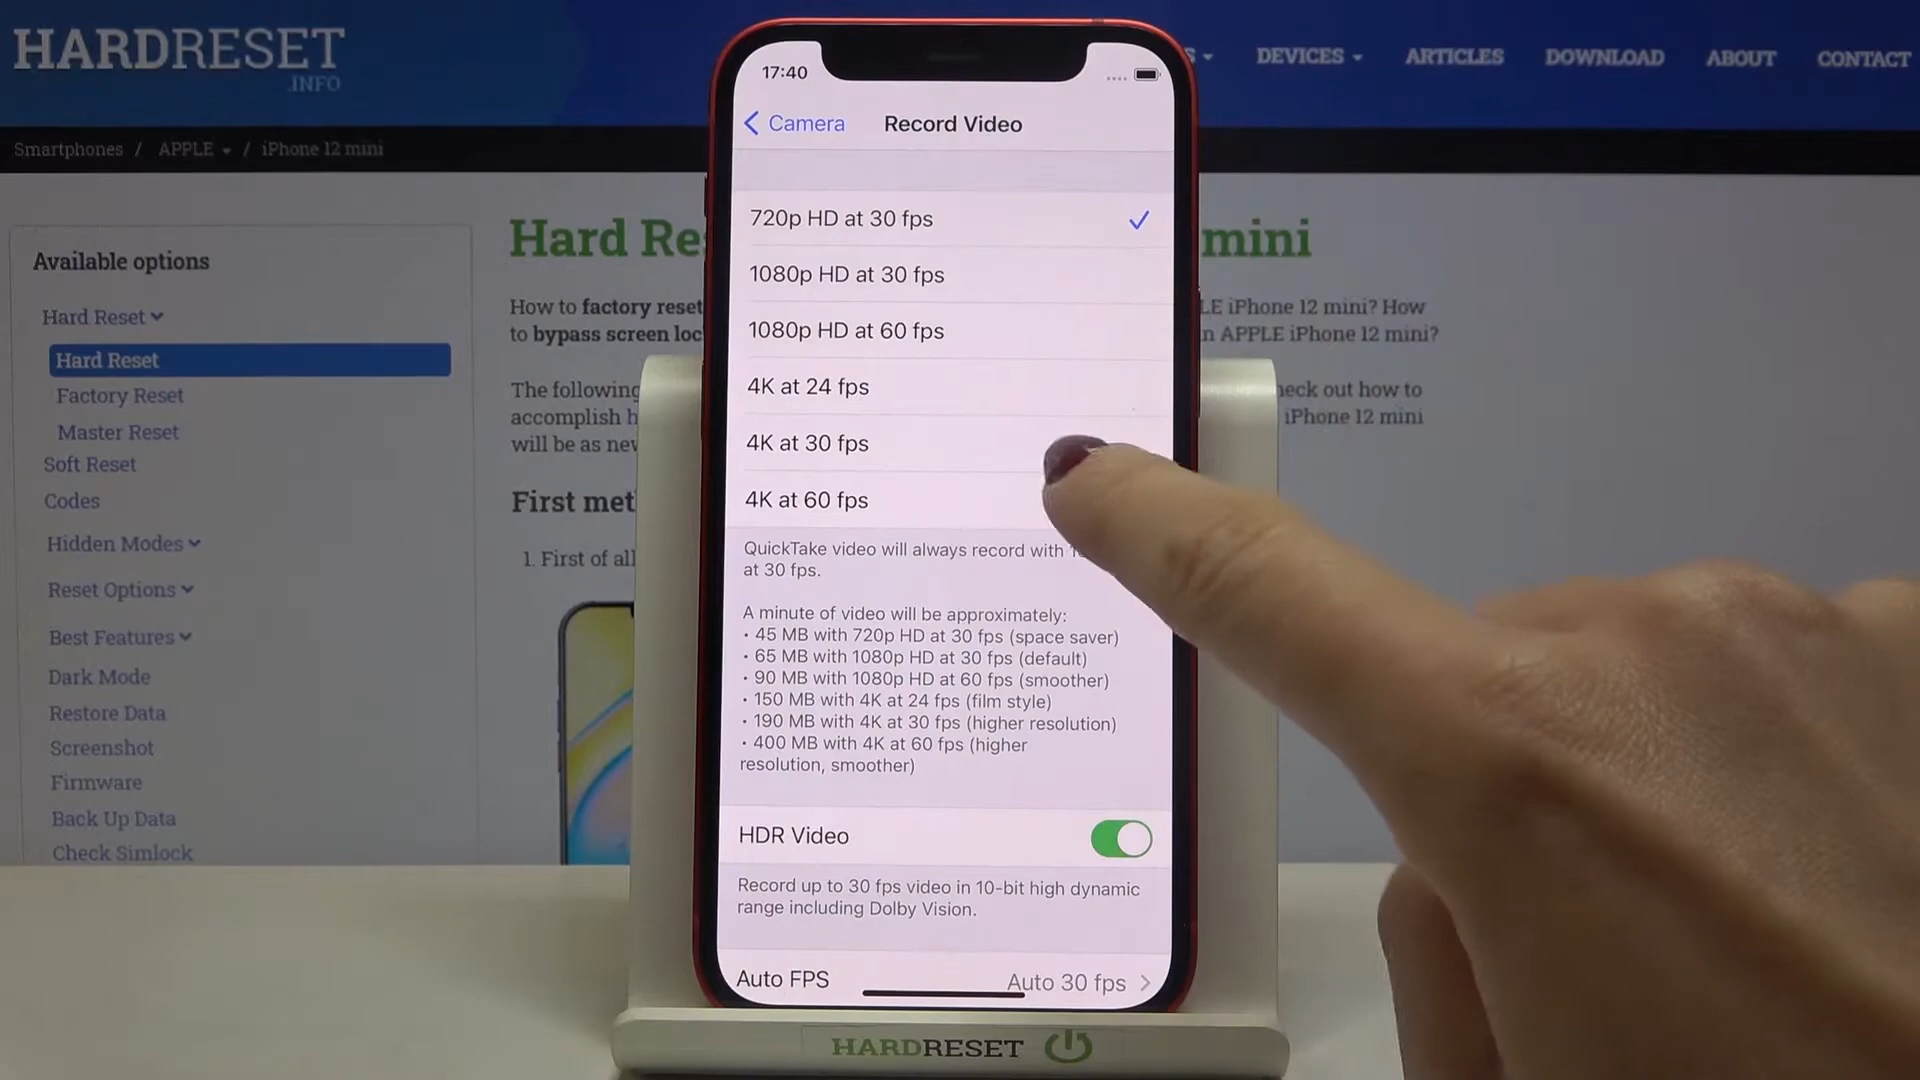 HARDRESET
.INFO
DEVICES
ARTICLES
DOWNLOAD
ABOUT
CONTACT
Smartphones / APPLE / iPhone 12 mini
Available options
Hard Reset
Hard Reset
Factory Reset
Master Reset
Soft Reset
Codes
Hidden Modes
Reset Options
Best Features
Dark Mode
Restore Data
Screenshot
Firmware
Back Up Data
Check Simlock
Hard mini
How to factory reset iPhone 12 mini? How
to bypass screen APPLE iPhone 12 mini?
The following check out how to
accomplish iPhone 12 mini
will be as
First
1. First of all
17:40
Camera
Record Video
720p HD at 30 fps
1080p HD at 30 fps
1080p HD at 60 fps
4K at 24 fps
4K at 30 fps
4K at 60 fps
QuickTake video will always record with
at 30 fps.
A minute of video will be approximately:
• 45 MB with 720p HD at 30 fps (space saver)
• 65 MB with 1080p HD at 30 fps (default)
• 90 MB with 1080p HD at 60 fps (smoother)
• 150 MB with 4K at 24 fps (film style)
• 190 MB with 4K at 30 fps (higher resolution)
• 400 MB with 4K at 60 fps (higher
resolution, smoother)
HDR Video
Record up to 30 fps video in 10-bit high dynamic
range including Dolby Vision.
Auto FPS
Auto 30 fps
HARDRESET